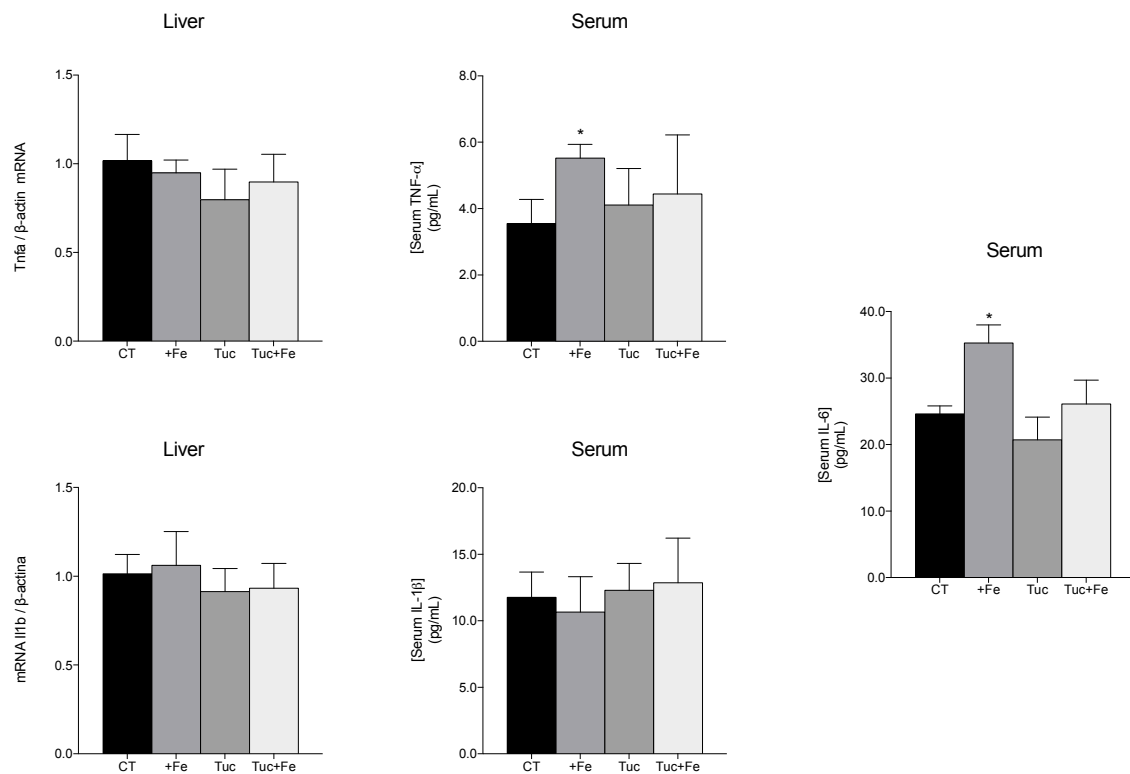 Liver
1.5
1.0
0.5
0.0
Tnfa / β-actin mRNA
CT +Fe Tuc Tuc+Fe
Serum
8.0
6.0
4.0
2.0
0.0
[Serum TNF-α]
(pg/mL)
*
CT +Fe Tuc Tuc+Fe
Liver
1.5
1.0
0.5
0.0
mRNA Il1b / β-actina
CT +Fe Tuc Tuc+Fe
Serum
20.0
15.0
10.0
5.0
0.0
[Serum IL-1β]
(pg/mL)
CT +Fe Tuc Tuc+Fe
Serum
40.0
30.0
20.0
10.0
0.0
[Serum IL-6]
(pg/mL)
*
CT +Fe Tuc Tuc+Fe